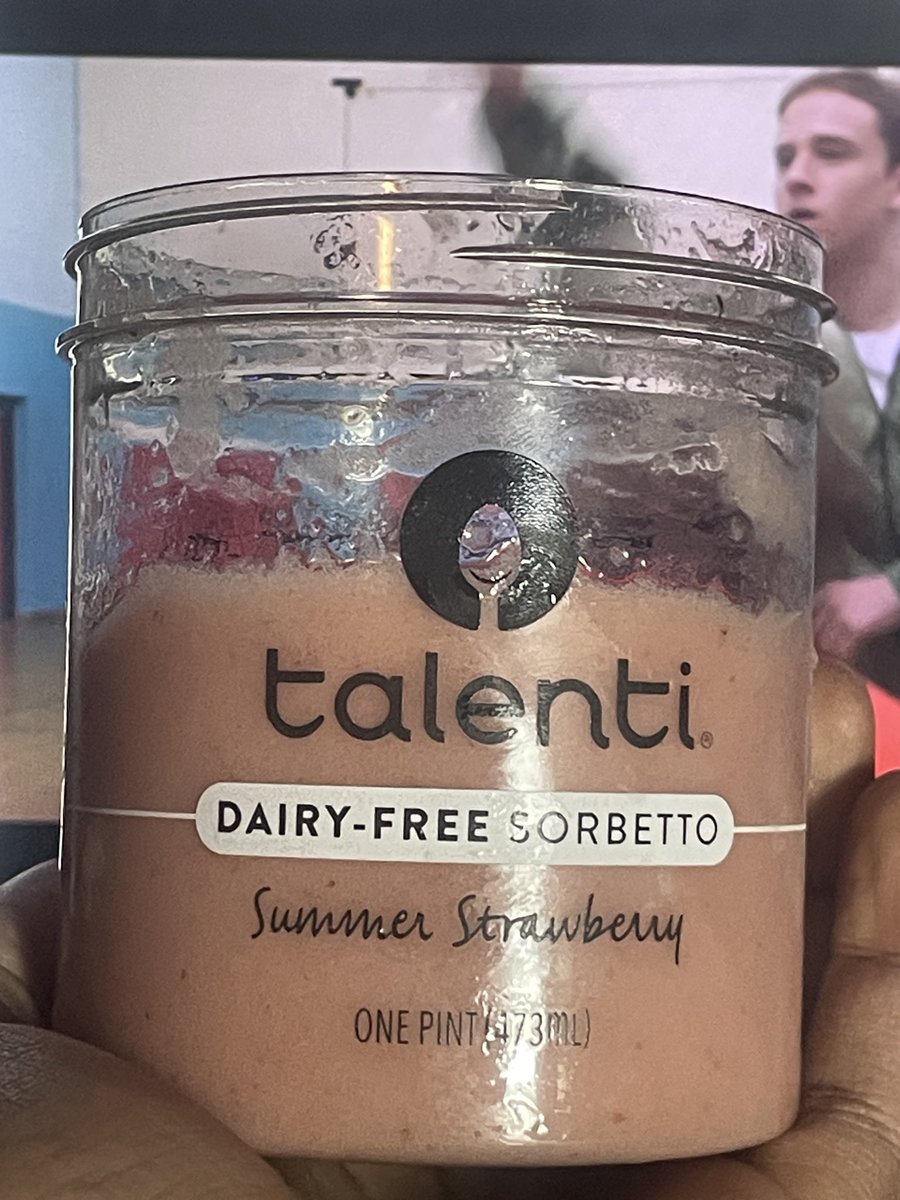 talenti®
DAIRY-FREE SORBETTO
Summer Strawberry
ONE PINT (473mL)